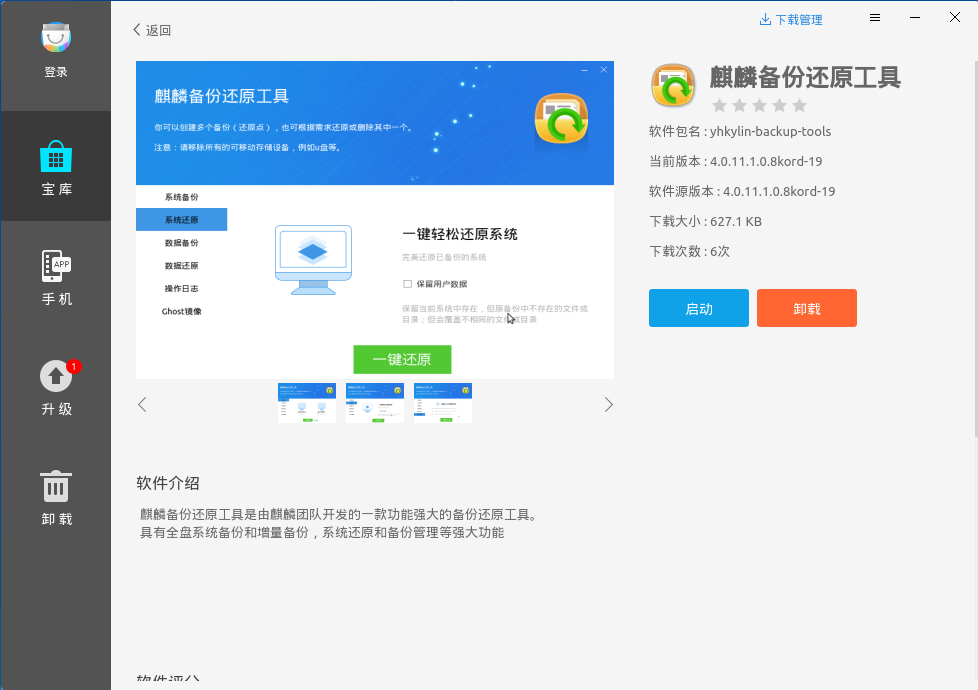 登录
宝库
手机
APP
升级
1
卸载
返回
下载管理
麒麟备份还原工具
你可以创建多个备份（还原点），也可根据需求还原或删除其中一个。
注意：请移除所有的可移动存储设备，例如u盘等。
系统备份
系统还原
数据备份
数据还原
操作日志
Ghost镜像
一键轻松还原系统
完美还原已备份的系统
保留用户数据
保留当前系统中存在，但原备份中不存在的文件或
目录；但会覆盖不相同的文件或目录
一键还原
麒麟备份还原工具
软件包名 : yhkylin-backup-tools
当前版本 : 4.0.11.1.0.8kord-19
软件源版本 : 4.0.11.1.0.8kord-19
下载大小 : 627.1 KB
下载次数 : 6次
启动
卸载
软件介绍
麒麟备份还原工具是由麒麟团队开发的一款功能强大的备份还原工具。
具有全盘系统备份和增量备份，系统还原和备份管理等强大功能
软件评分